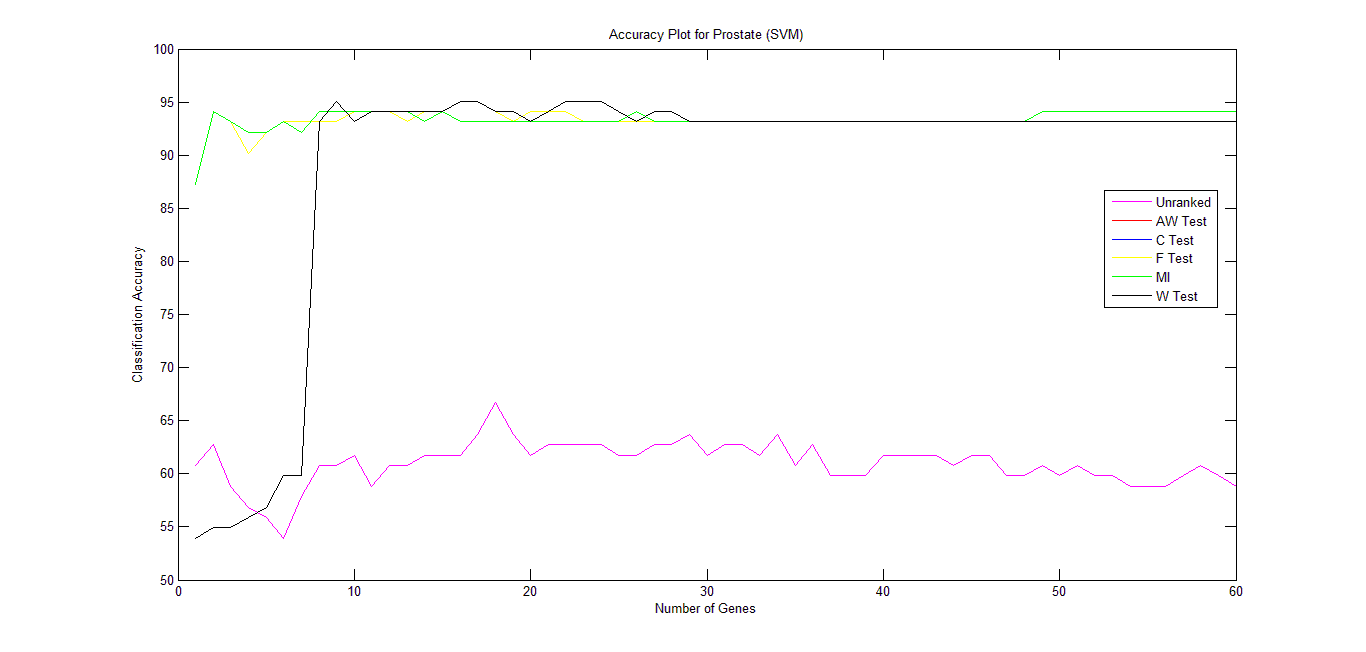 Accuracy Plot for Prostate (SVM)
100
95
90
85
80
75
70
65
60
55
50
Classification Accuracy
Unranked
AW Test
C Test
F Test
MI
W Test
0 10 20 30 40 50 60
Number of Genes